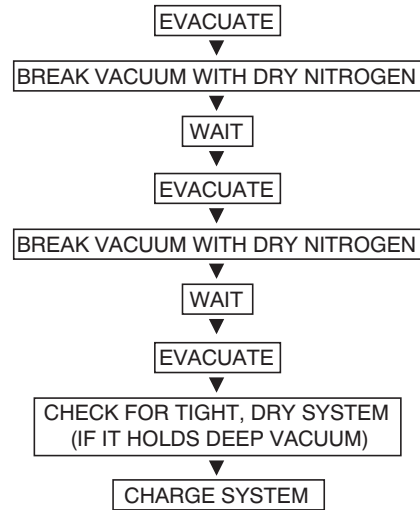 EVACUATE
BREAK VACUUM WITH DRY NITROGEN
WAIT
EVACUATE
BREAK VACUUM WITH DRY NITROGEN
WAIT
EVACUATE
CHECK FOR TIGHT, DRY SYSTEM
(IF IT HOLDS DEEP VACUUM)
CHARGE SYSTEM